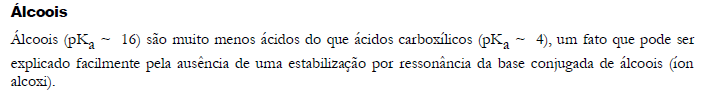 Álcoois
Álcoois (pKa ~ 16) são muito menos ácidos do que ácidos carboxílicos (pKa ~ 4), um fato que pode ser
explicado facilmente pela ausência de uma estabilização por ressonância da base conjugada de álcoois (íon
alcoxi).